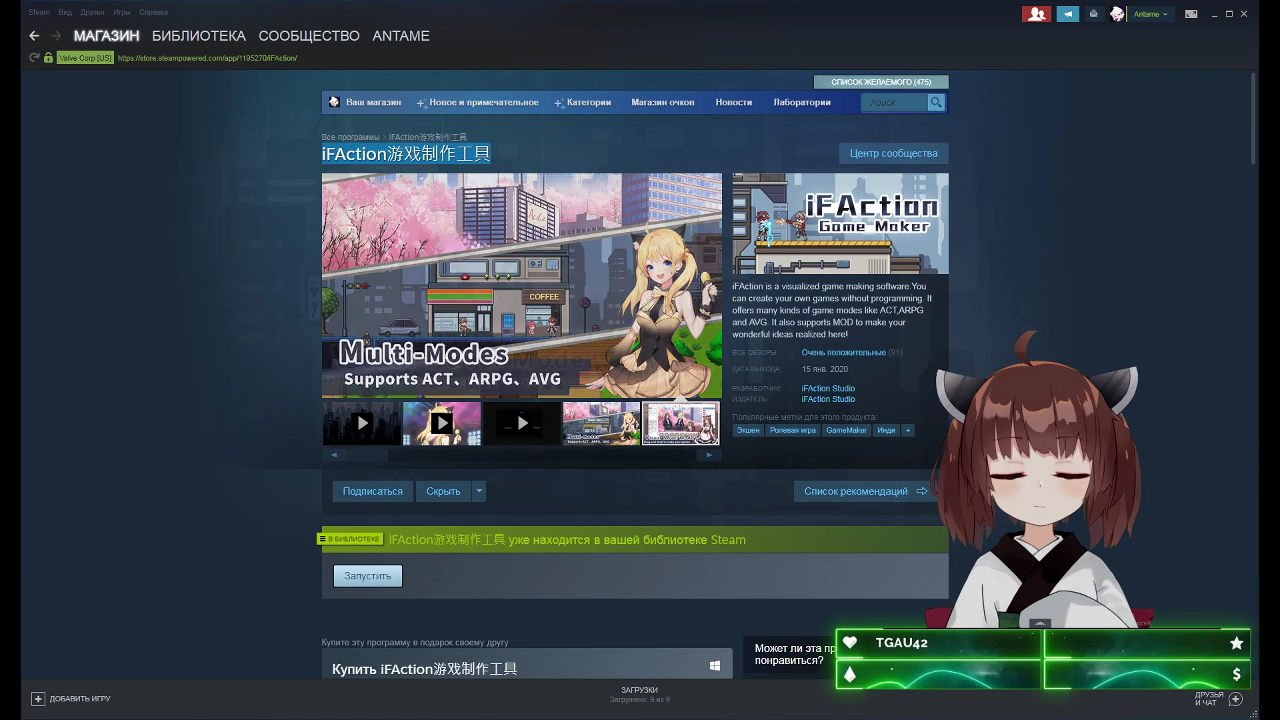 Steam Вид Друзья Игры Справка
Antame
МАГАЗИН БИБЛИОТЕКА СООБЩЕСТВО ANTAME
Valve Corp [US] https://store.steampowered.com/app/1195270/iFAction/
СПИСОК ЖЕЛАЕМОГО (475)
Ваш магазин Новое и примечательное Категории Магазин очков Новости Лаборатории поиск
Все программы > iFAction游戏制作工具
iFAction游戏制作工具
Центр сообщества
COFFEE
Multi-Modes
Supports ACT、ARPG、AVG
iFAction
Game Maker
iFAction is a visualized game making software.You
can create your own games without programming. It
offers many kinds of game modes like ACT,ARPG
and AVG. It also supports MOD to make your
wonderful ideas realized here!
ВСЕ ОБЗОРЫ: Очень положительные (81)
ДАТА ВЫХОДА: 15 янв. 2020
РАЗРАБОТЧИК: iFAction Studio
ИЗДАТЕЛЬ: iFAction Studio
Популярные метки для этого продукта:
Экшен Ролевая игра GameMaker Инди +
Подписаться Скрыть Список рекомендаций
В БИБЛИОТЕКЕ iFAction游戏制作工具 уже находится в вашей библиотеке Steam
Запустить
Купите эту программу в подарок своему другу
Купить iFAction游戏制作工具
Может ли эта пр
понравиться?
TGAU42
$
ДОБАВИТЬ ИГРУ
ЗАГРУЗКИ
Загружено: 9 из 9
ДРУЗЬЯ
И ЧАТ